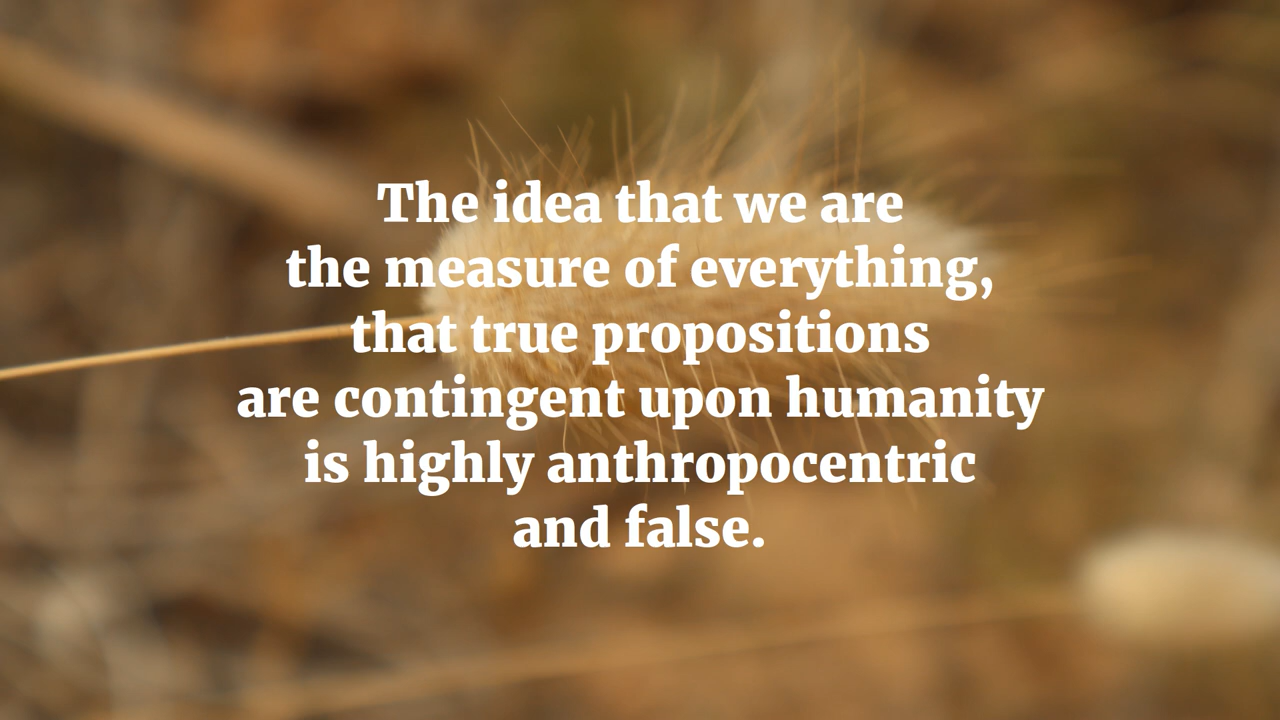 The idea that we are
the measure of everything,
that true propositions
are contingent upon humanity
is highly anthropocentric
and false.